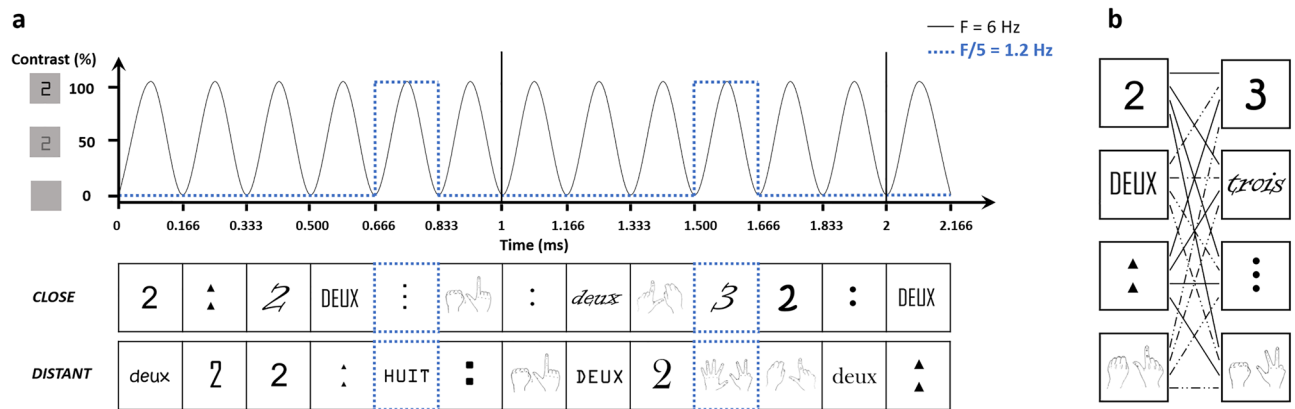 a
b
F = 6 Hz
F/5 = 1.2 Hz
Contrast (%)
2 100
2 50
0
0 0.166 0.333 0.500 0.666 0.833 1 1.166 1.333 1.500 1.666 1.833 2 2.166
Time (ms)
CLOSE 2 2 DEUX deux 3 2 DEUX
DISTANT deux 2 2 HUIT DEUX 2 deux
2 3
DEUX trois